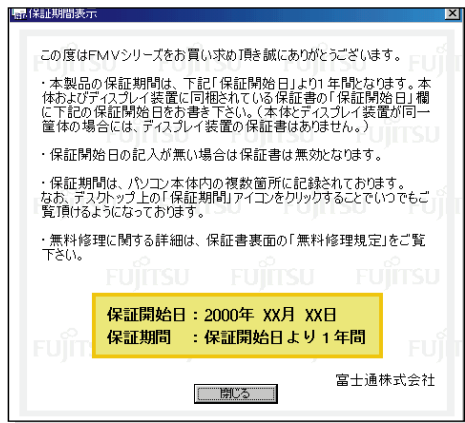 保証期間表示
この度はFMVシリーズをお買い求め頂き誠にありがとうございます。
・本製品の保証期間は、下記「保証開始日」より1年間となります。本
体およびディスプレイ装置に同梱されている保証書の「保証開始日」欄
に下記の保証開始日をお書き下さい。（本体とディスプレイ装置が同一
筐体の場合には、ディスプレイ装置の保証書はありません。）
・保証開始日の記入が無い場合は保証書は無効となります。
・保証期間は、パソコン本体内の複数箇所に記録されております。
なお、デスクトップ上の「保証期間」アイコンをクリックすることでいつでもご
覧頂けるようになっております。
・無料修理に関する詳細は、保証書裏面の「無料修理規定」をご覧
下さい。
FUJITSU FUJITSU FUJITSU
保証開始日：2000年 XX月 XX日
保証期間　：保証開始日より1年間
富士通株式会社
閉じる